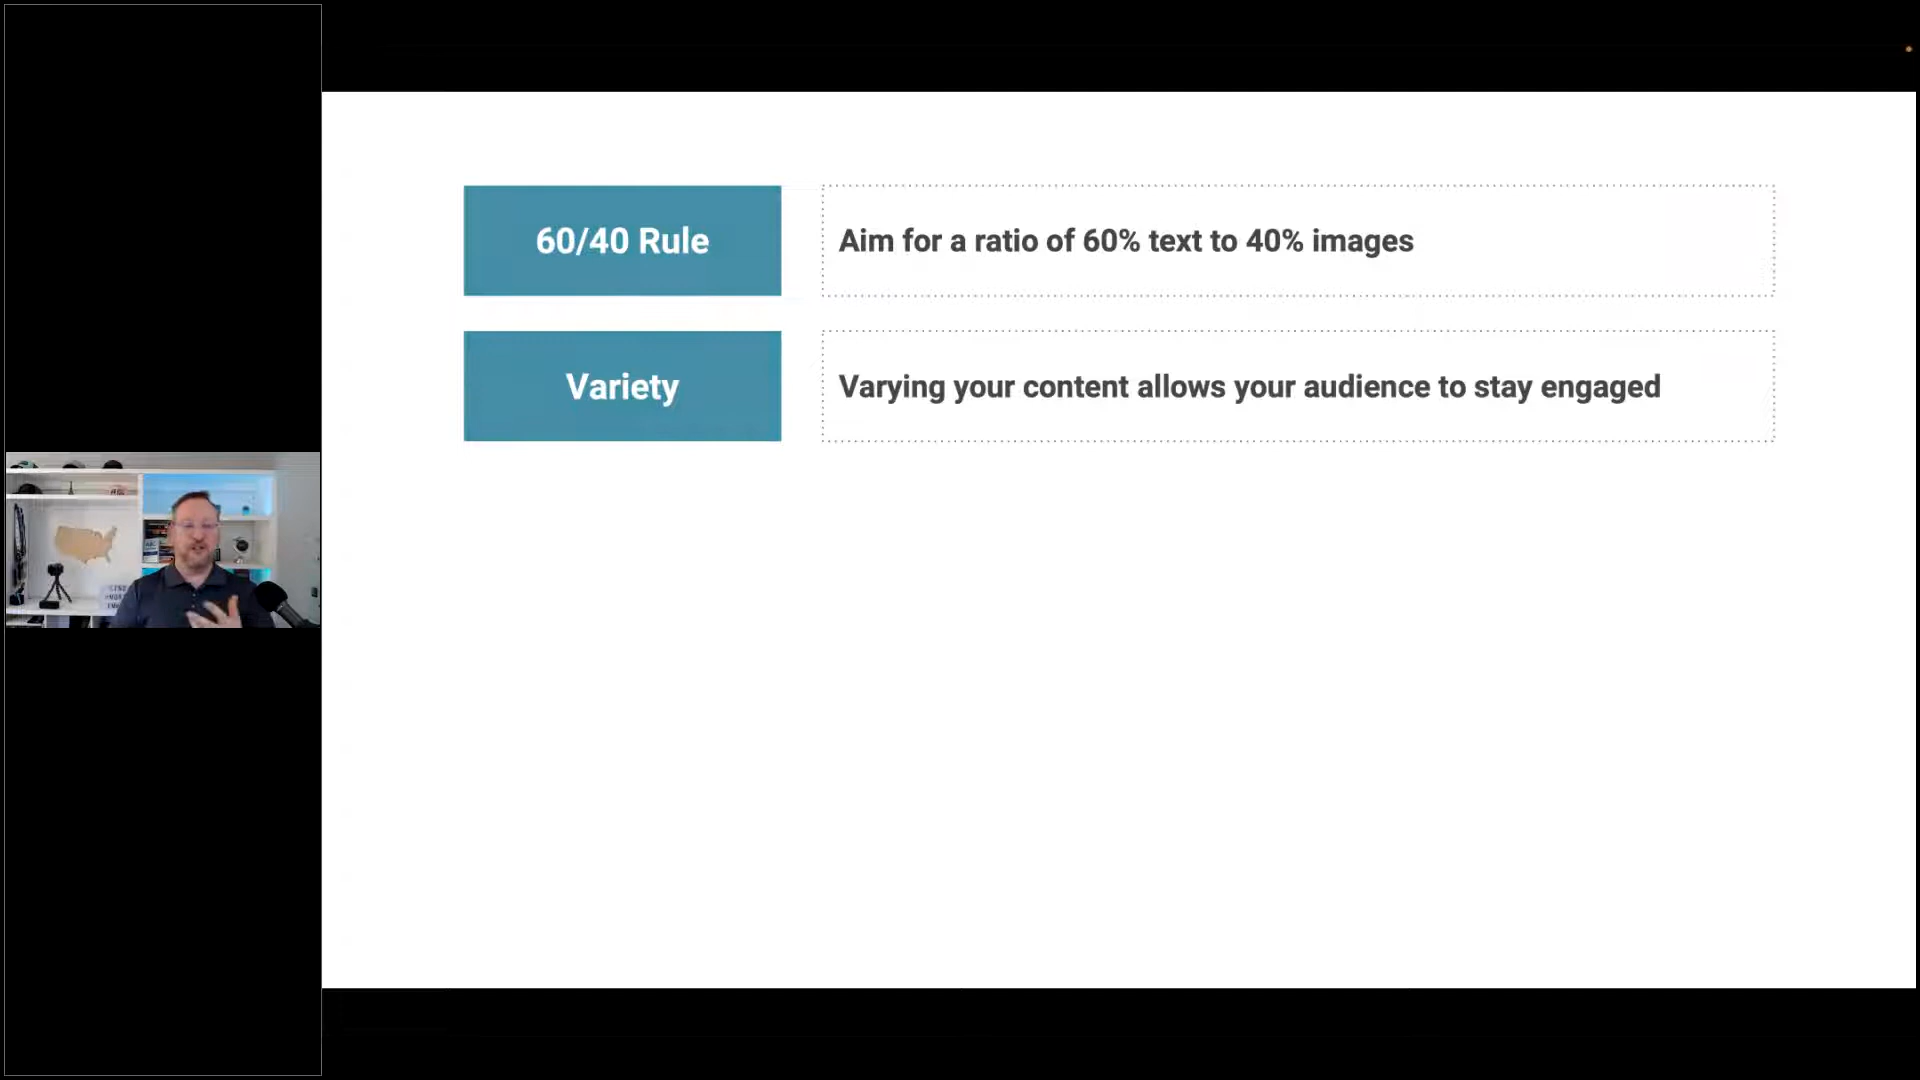 60/40 Rule
Aim for a ratio of 60% text to 40% images
Variety
Varying your content allows your audience to stay engaged